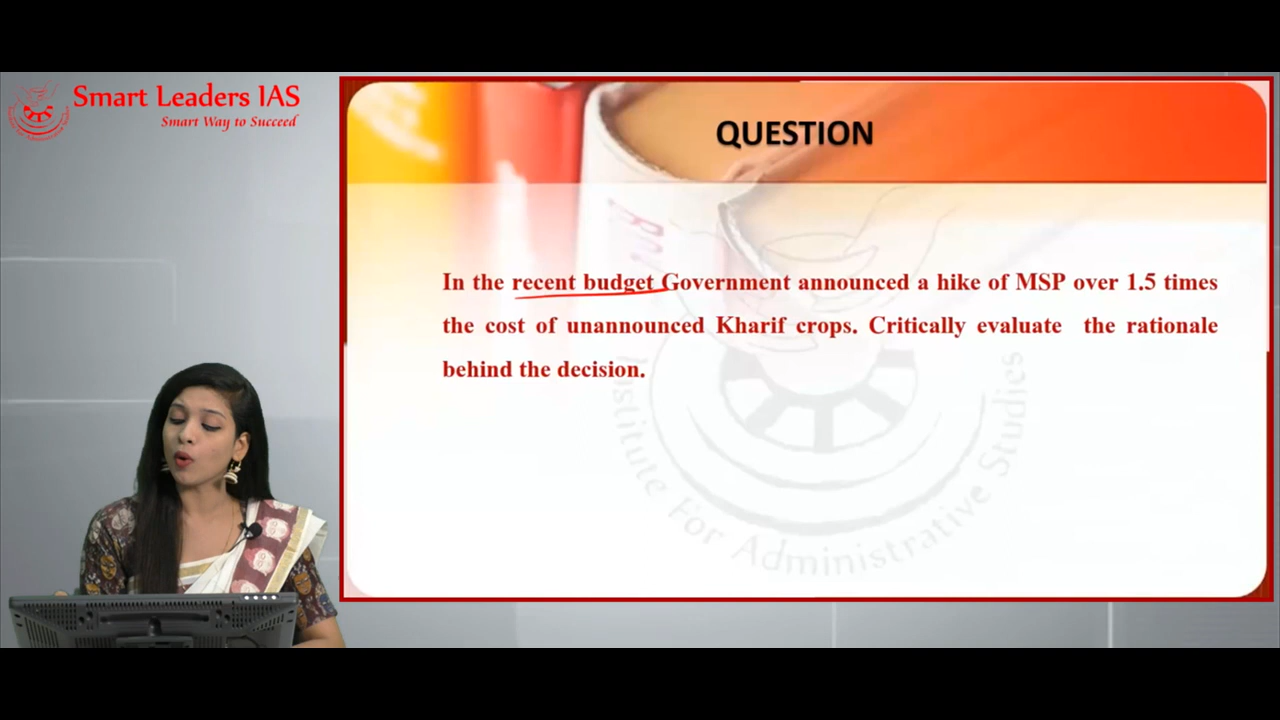 Smart Leaders IAS
Smart Way to Succeed
QUESTION
In the recent budget Government announced a hike of MSP over 1.5 times
the cost of unannounced Kharif crops. Critically evaluate the rationale
behind the decision.
Institute For Administrative Studies